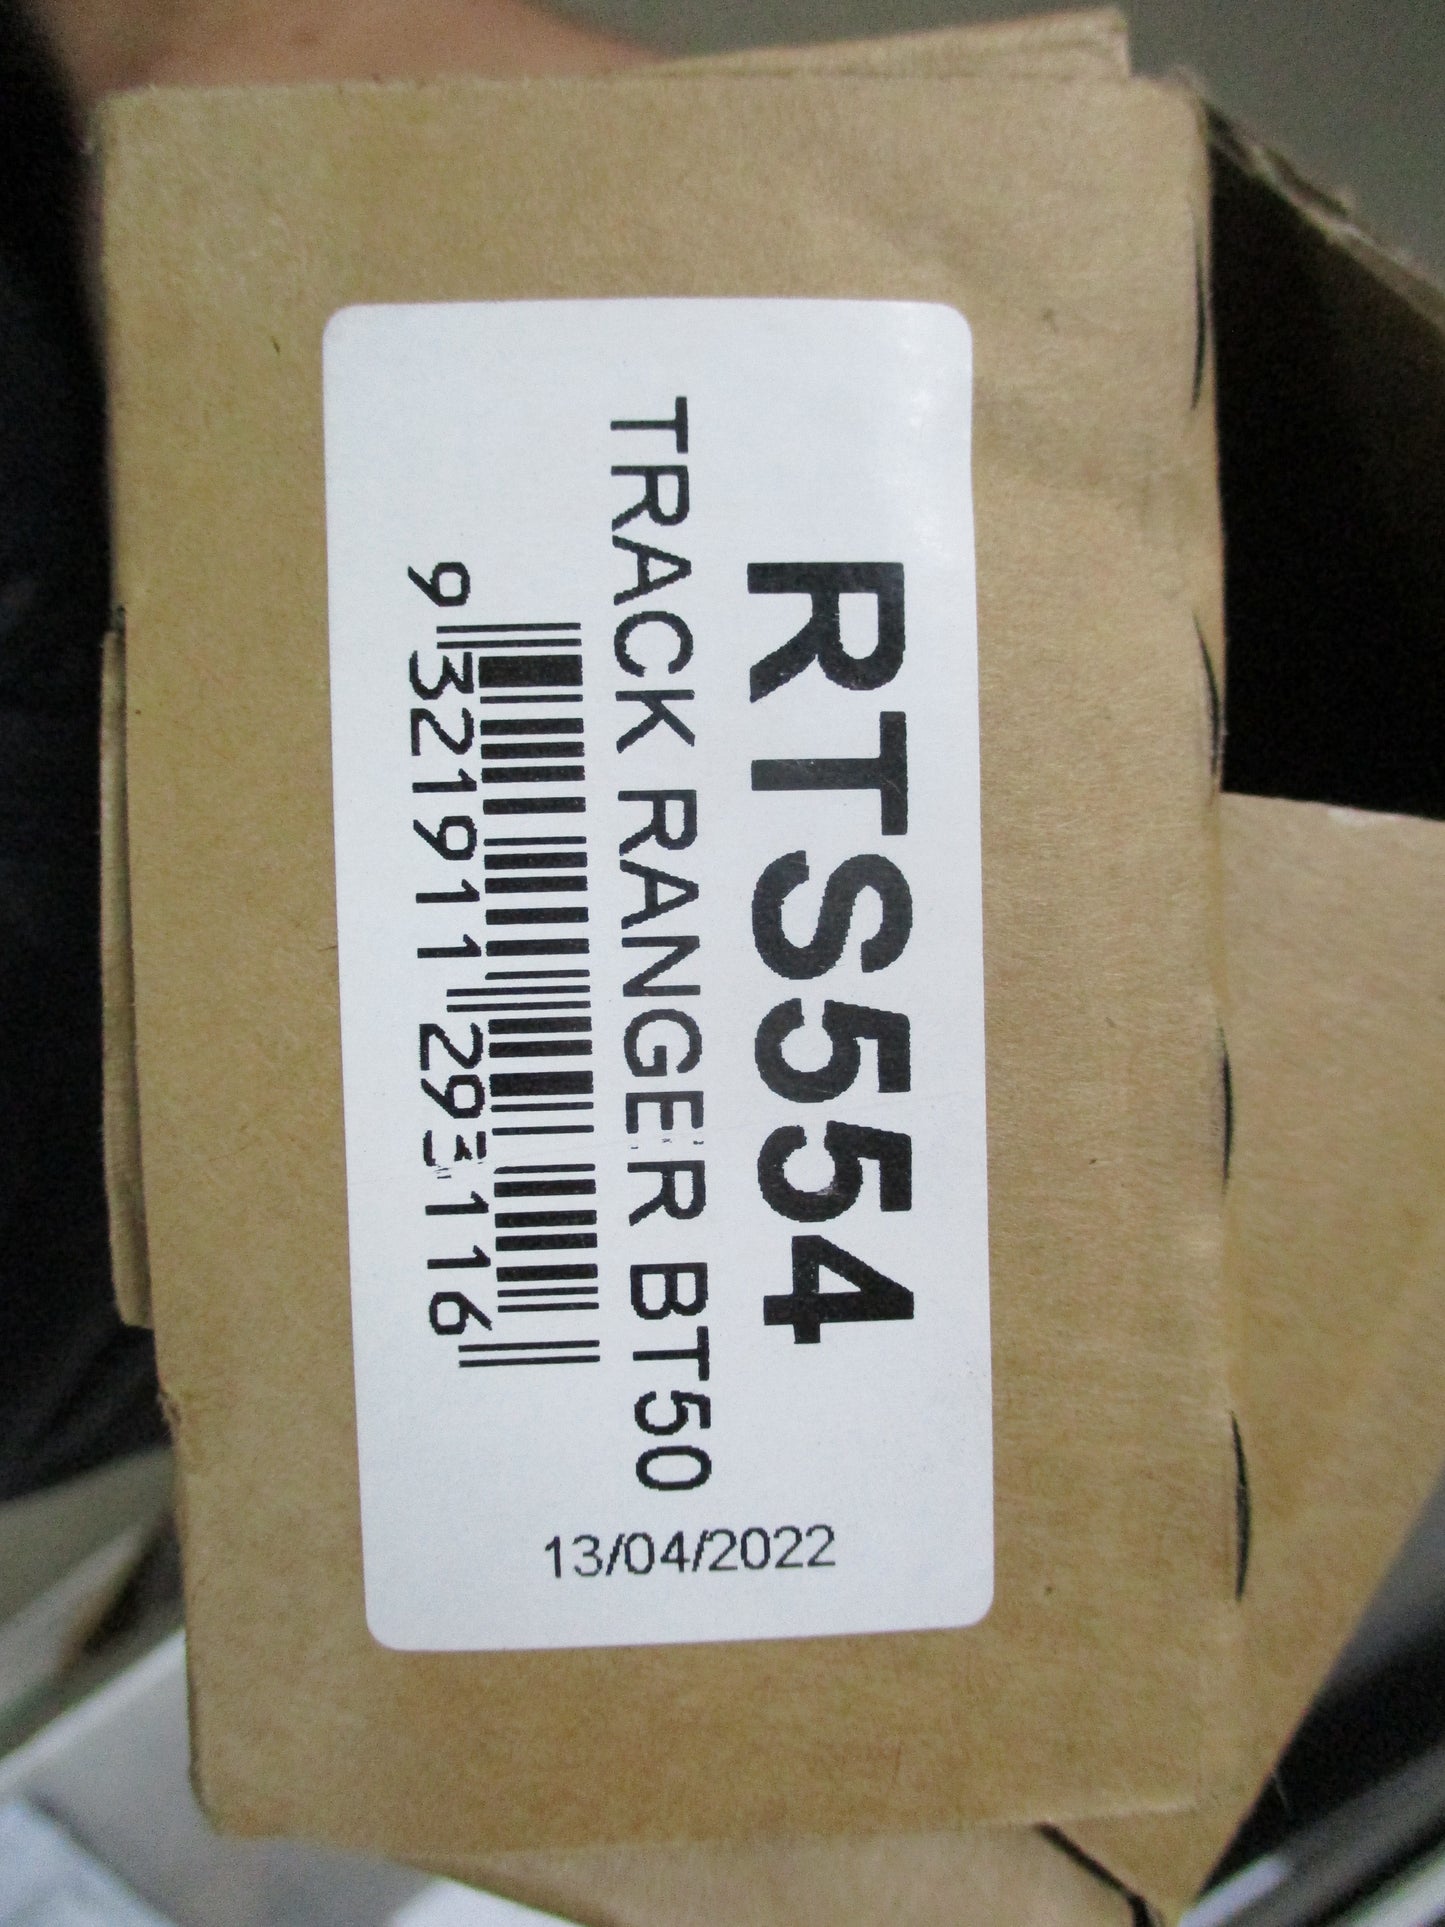 RTS554
TRACK RANGER BT50
9 321911 293116
13/04/2022